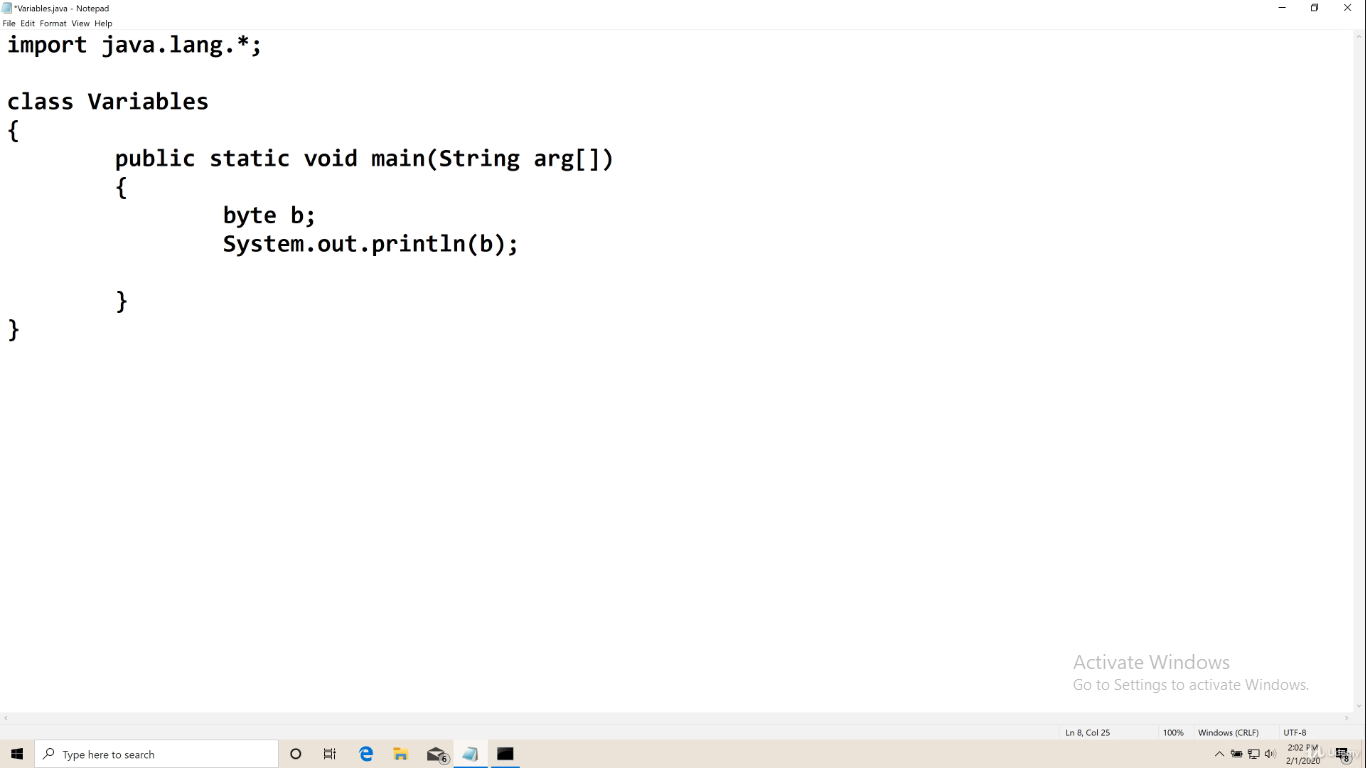 *Variables.java - Notepad
File Edit Format View Help
import java.lang.*;
class Variables
{
public static void main(String arg[])
{
byte b;
System.out.println(b);
}
}
Activate Windows
Go to Settings to activate Windows.
Ln 8, Col 25 100% Windows (CRLF) UTF-8
Type here to search 6 2:02 PM 8
2/1/2020